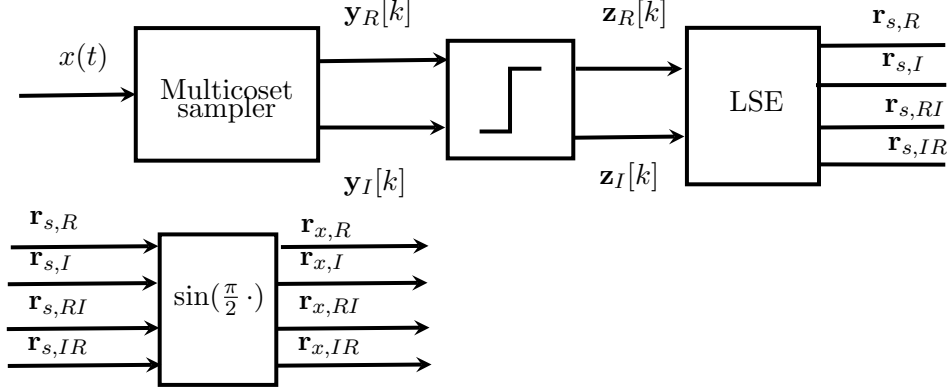 𝐲_R[k]
𝐳_R[k]
𝐫_{s,R}
x(t)
𝐫_{s,I}
Multicoset
sampler
LSE
𝐫_{s,RI}
𝐫_{s,IR}
𝐲_I[k]
𝐳_I[k]
𝐫_{s,R}
𝐫_{x,R}
𝐫_{s,I}
𝐫_{x,I}
sin(π/2 ·)
𝐫_{s,RI}
𝐫_{x,RI}
𝐫_{s,IR}
𝐫_{x,IR}